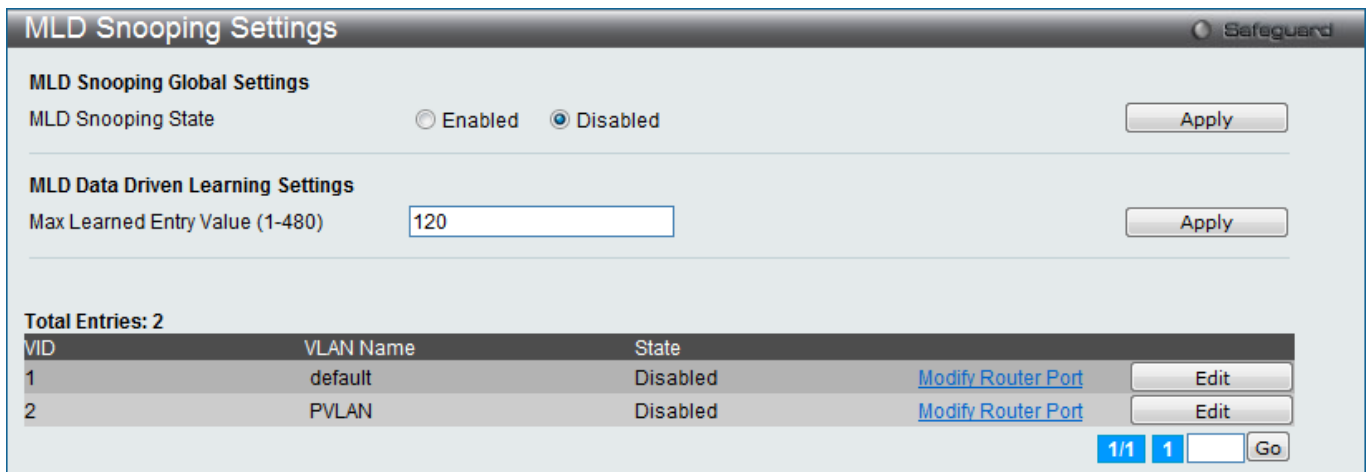 MLD Snooping Settings Safeguard
MLD Snooping Global Settings
MLD Snooping State Enabled Disabled Apply
MLD Data Driven Learning Settings
Max Learned Entry Value (1-480) 120 Apply
Total Entries: 2
VID VLAN Name State
1 default Disabled Modify Router Port Edit
2 PVLAN Disabled Modify Router Port Edit
1/1 1 Go